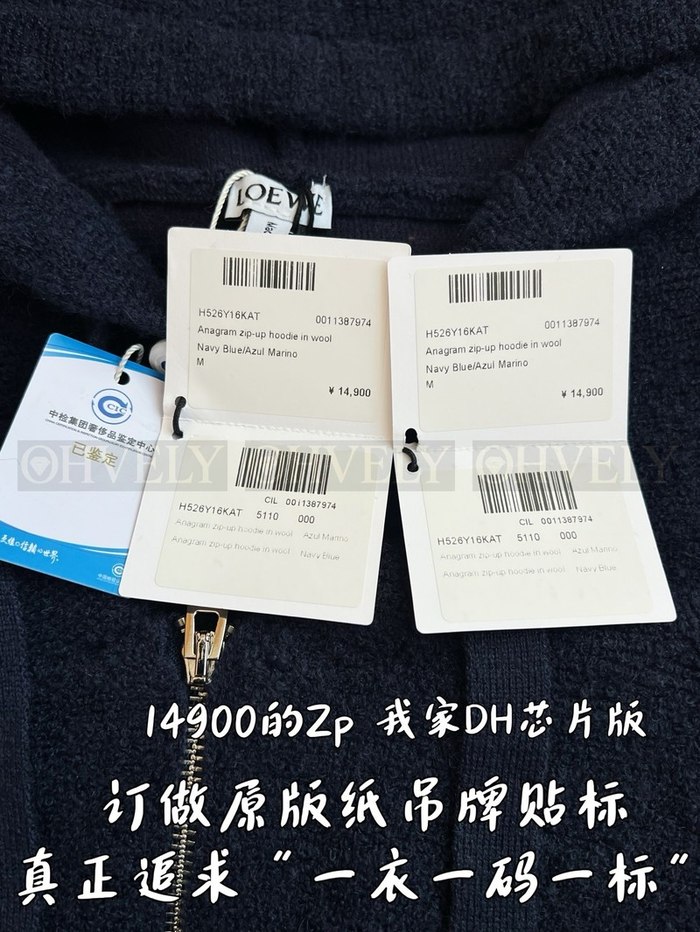 LOEWE
H526Y16KAT 0011387974
Anagram zip-up hoodie in wool
Navy Blue/Azul Marino
M
¥ 14,900
CIL 0011387974
H526Y16KAT 5110 000
Anagram zip-up hoodie in wool Azul Marino
Anagram zip-up hoodie in wool Navy Blue
H526Y16KAT 0011387974
Anagram zip-up hoodie in wool
Navy Blue/Azul Marino
M
¥ 14,900
CIL 0011387974
H526Y16KAT 5110 000
Anagram zip-up hoodie in wool Azul Marino
Anagram zip-up hoodie in wool Navy Blue
CIC
中检集团奢侈品鉴定中心
已鉴定
OHVELY OHVELY OHVELY
14900的Zp 我家DH芯片版
订做原版纸吊牌贴标
真正追求“一衣一码一标”